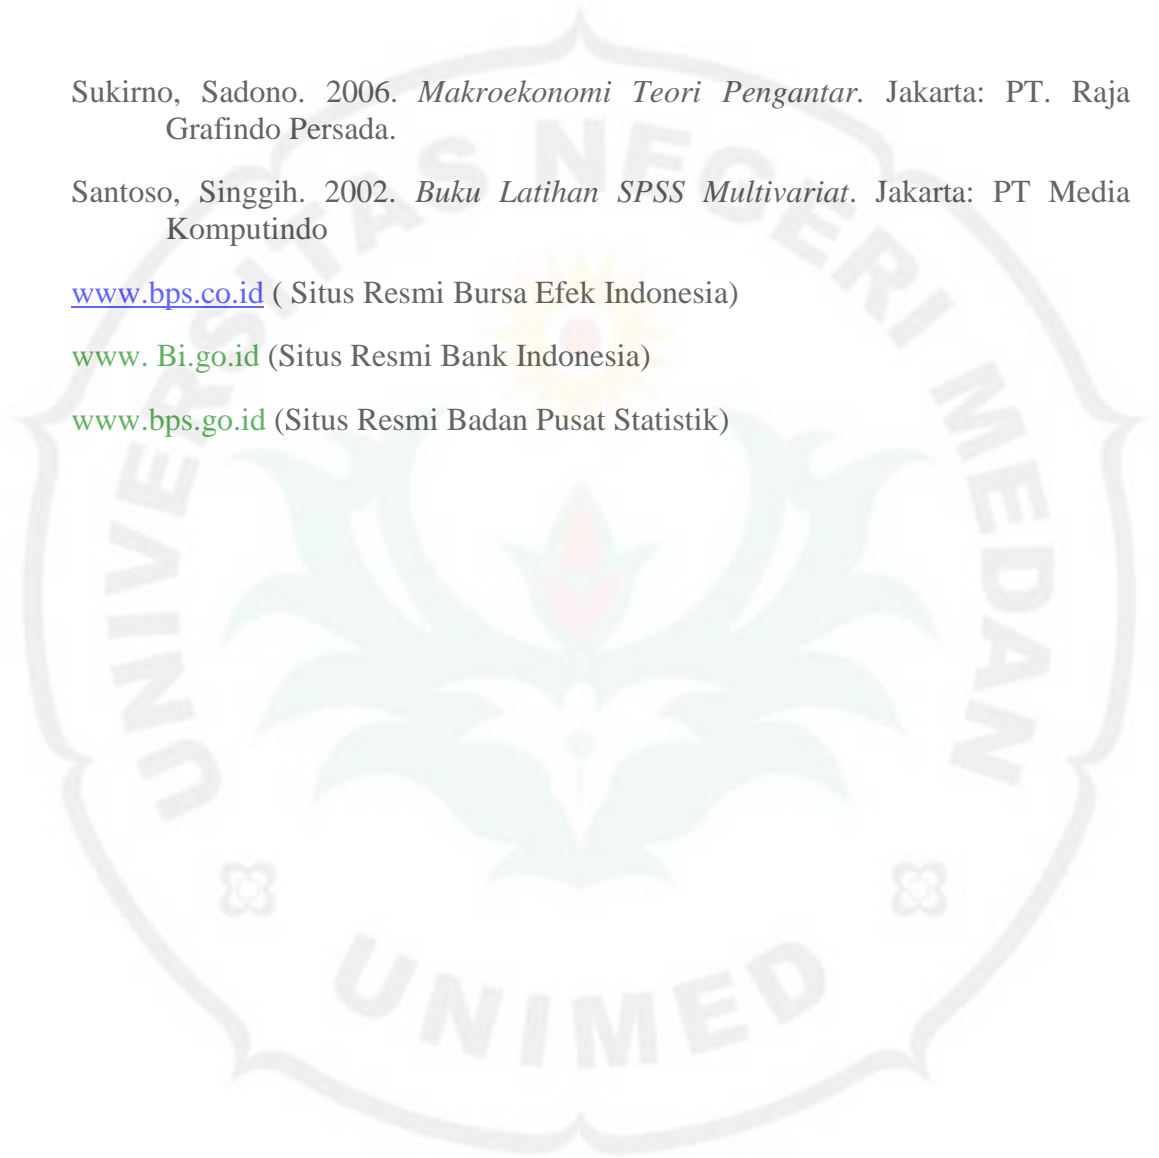 Sukirno, Sadono. 2006. Makroekonomi Teori Pengantar. Jakarta: PT. Raja
Grafindo Persada.
Santoso, Singgih. 2002. Buku Latihan SPSS Multivariat. Jakarta: PT Media
Komputindo
www.bps.co.id ( Situs Resmi Bursa Efek Indonesia)
www. Bi.go.id (Situs Resmi Bank Indonesia)
www.bps.go.id (Situs Resmi Badan Pusat Statistik)
UNIVERSITAS NEGERI MEDAN
UNIMED